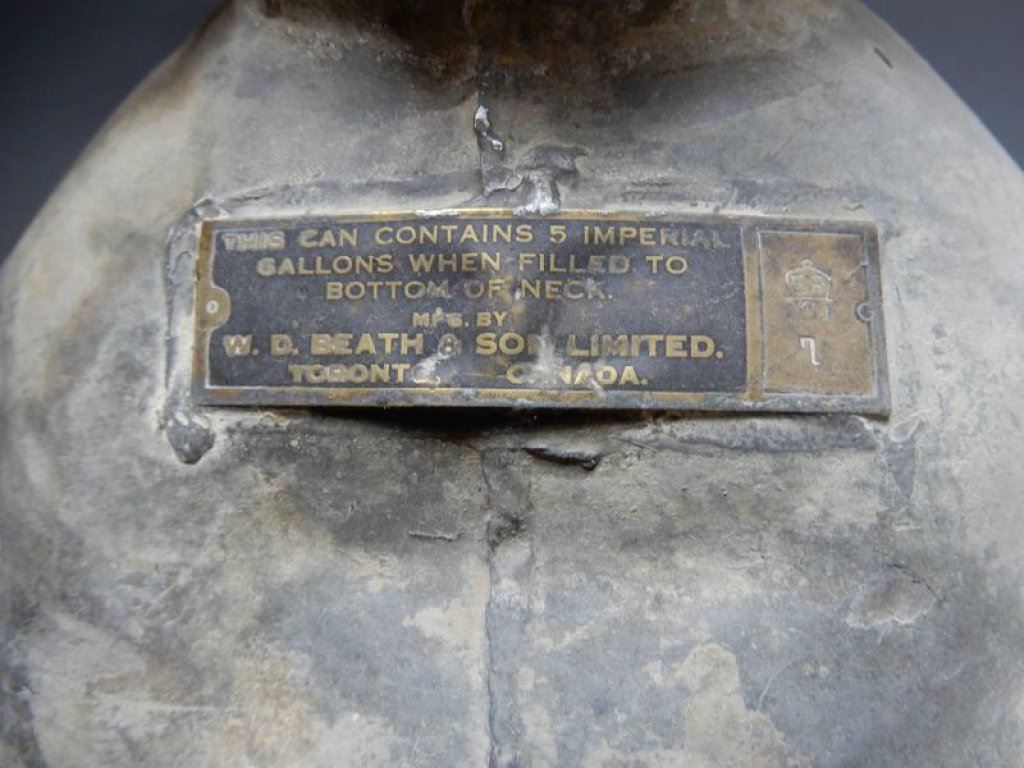 THIS CAN CONTAINS 5 IMPERIAL
GALLONS WHEN FILLED TO
BOTTOM OF NECK.
MFG. BY
W. D. BEATH & SON LIMITED.
TORONTO, CANADA.
7